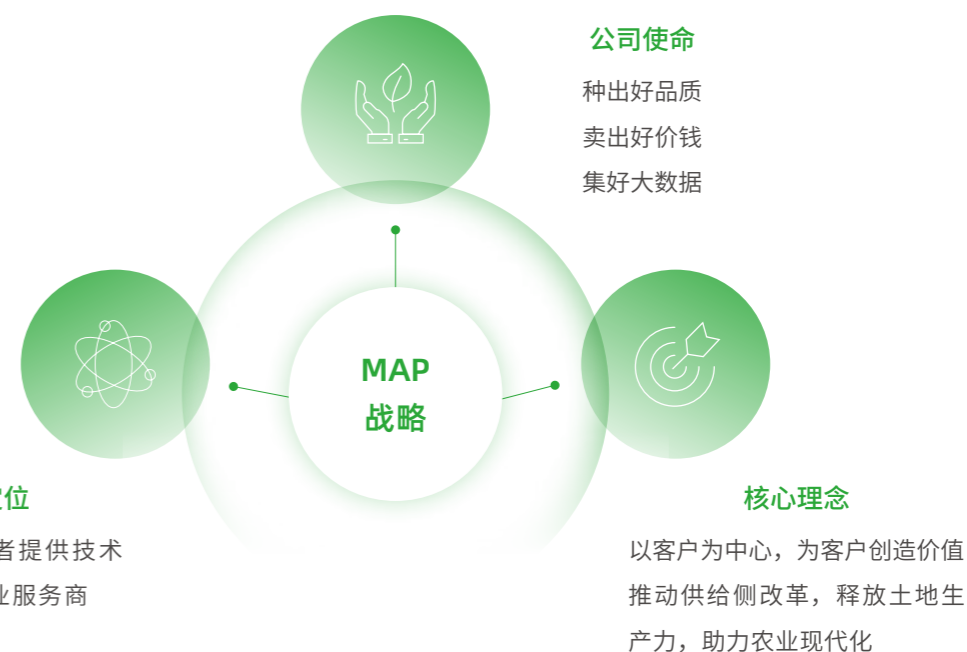 公司使命
种出好品质
卖出好价钱
集好大数据
MAP
战略
位
者提供技术
业服务商
核心理念
以客户为中心，为客户创造价值
推动供给侧改革，释放土地生
产力，助力农业现代化